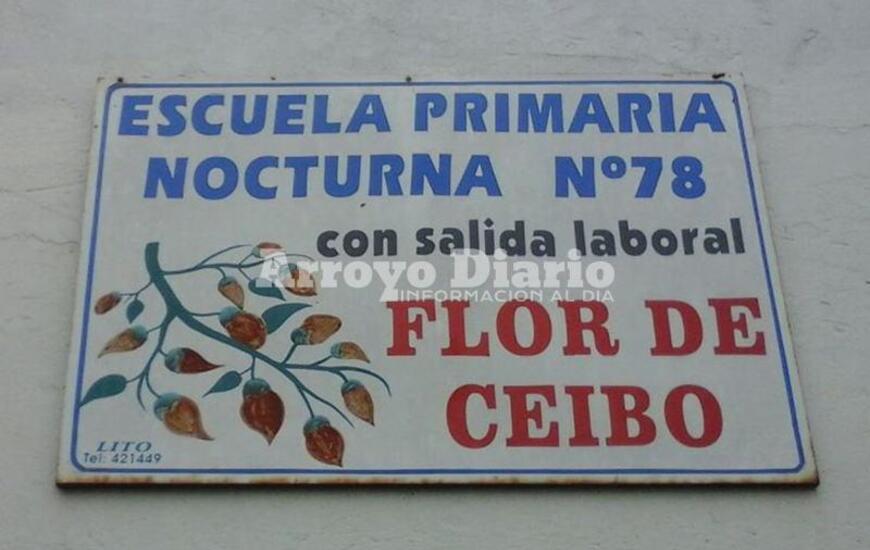 ESCUELA PRIMARIA
NOCTURNA Nº78
con salida laboral
Arroyo Diario
INFORMACION AL DIA
FLOR DE
CEIBO
LITO
Tel: 421449